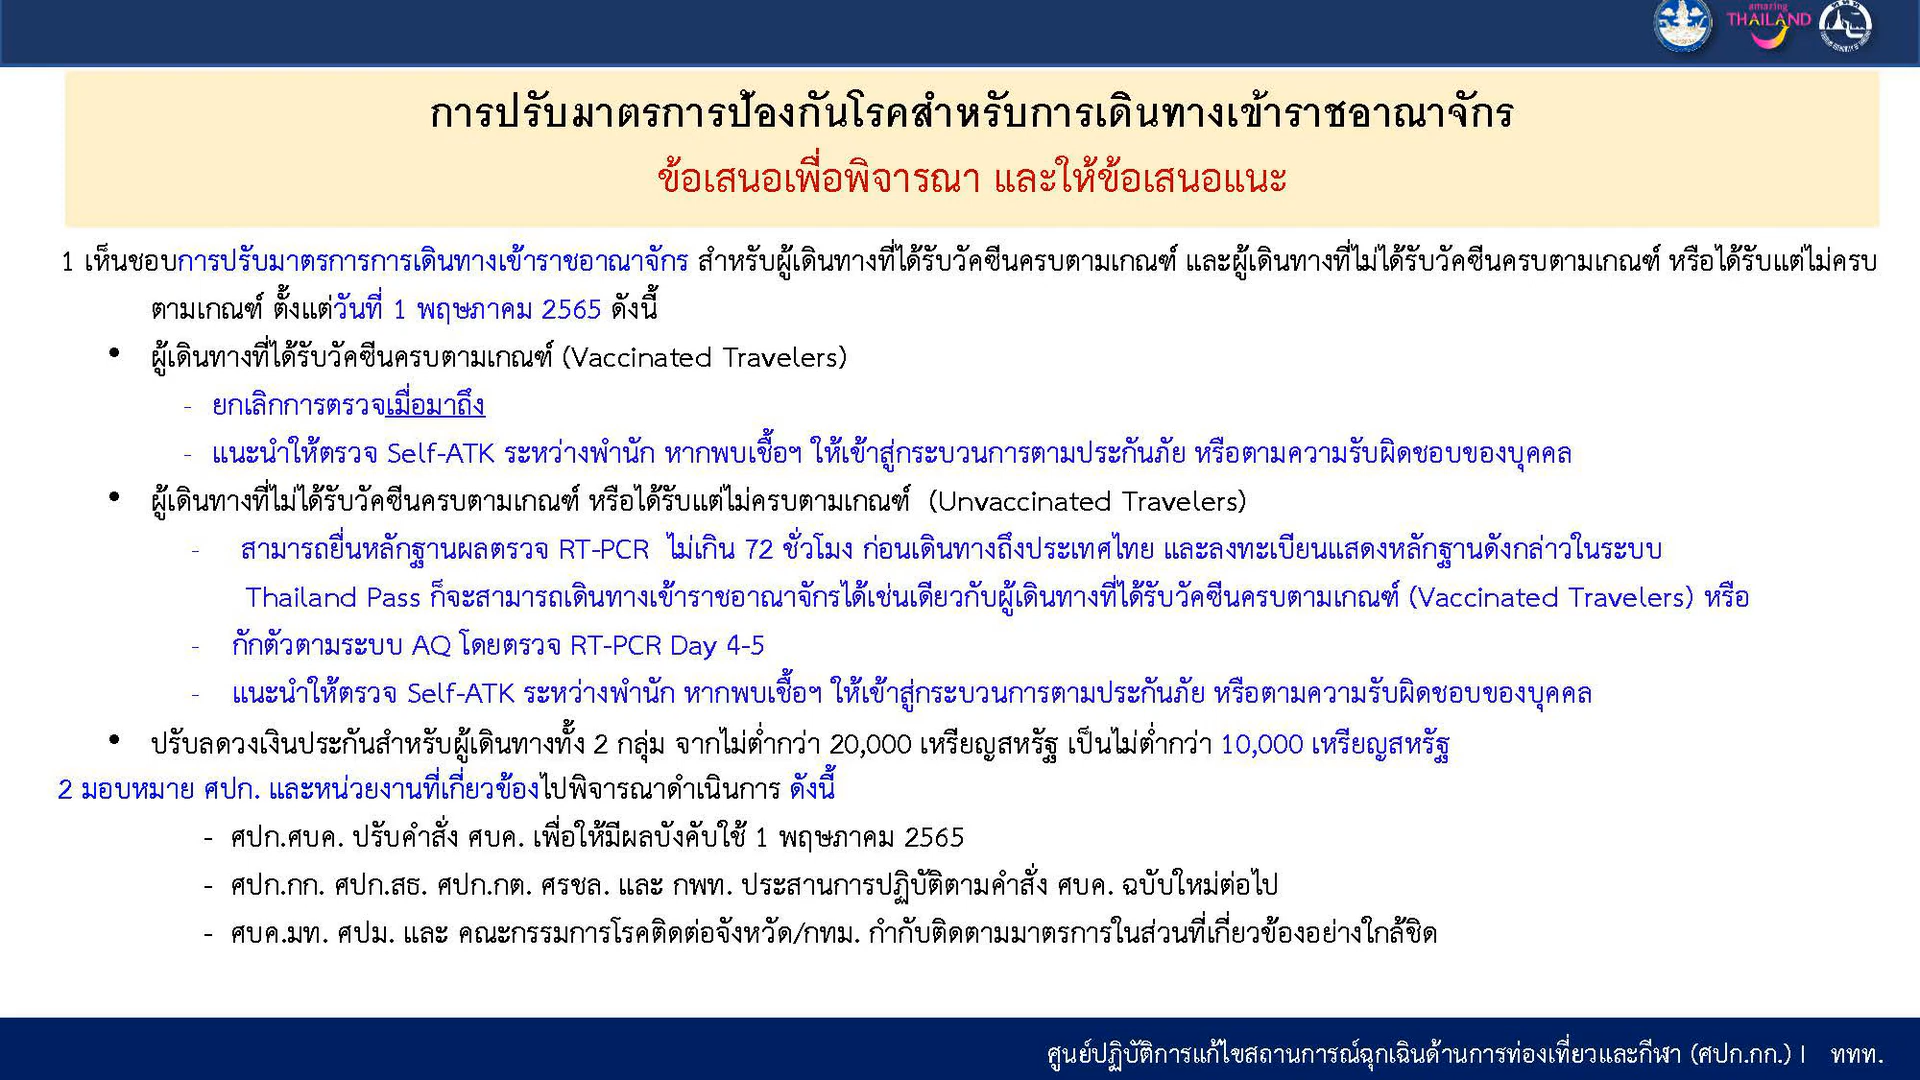 amazing
THAILAND
การปรับมาตรการป้องกันโรคสำหรับการเดินทางเข้าราชอาณาจักร
ข้อเสนอเพื่อพิจารณา และให้ข้อเสนอแนะ
1 เห็นชอบการปรับมาตรการการเดินทางเข้าราชอาณาจักร สำหรับผู้เดินทางที่ได้รับวัคซีนครบตามเกณฑ์ และผู้เดินทางที่ไม่ได้รับวัคซีนครบตามเกณฑ์ หรือได้รับแต่ไม่ครบ
ตามเกณฑ์ ตั้งแต่วันที่ 1 พฤษภาคม 2565 ดังนี้
• ผู้เดินทางที่ได้รับวัคซีนครบตามเกณฑ์ (Vaccinated Travelers)
- ยกเลิกการตรวจเมื่อมาถึง
- แนะนำให้ตรวจ Self-ATK ระหว่างพำนัก หากพบเชื้อฯ ให้เข้าสู่กระบวนการตามประกันภัย หรือตามความรับผิดชอบของบุคคล
• ผู้เดินทางที่ไม่ได้รับวัคซีนครบตามเกณฑ์ หรือได้รับแต่ไม่ครบตามเกณฑ์ (Unvaccinated Travelers)
- สามารถยื่นหลักฐานผลตรวจ RT-PCR ไม่เกิน 72 ชั่วโมง ก่อนเดินทางถึงประเทศไทย และลงทะเบียนแสดงหลักฐานดังกล่าวในระบบ
Thailand Pass ก็จะสามารถเดินทางเข้าราชอาณาจักรได้เช่นเดียวกับผู้เดินทางที่ได้รับวัคซีนครบตามเกณฑ์ (Vaccinated Travelers) หรือ
- กักตัวตามระบบ AQ โดยตรวจ RT-PCR Day 4-5
- แนะนำให้ตรวจ Self-ATK ระหว่างพำนัก หากพบเชื้อฯ ให้เข้าสู่กระบวนการตามประกันภัย หรือตามความรับผิดชอบของบุคคล
• ปรับลดวงเงินประกันสำหรับผู้เดินทางทั้ง 2 กลุ่ม จากไม่ต่ำกว่า 20,000 เหรียญสหรัฐ เป็นไม่ต่ำกว่า 10,000 เหรียญสหรัฐ
2 มอบหมาย ศปก. และหน่วยงานที่เกี่ยวข้องไปพิจารณาดำเนินการ ดังนี้
- ศปก.ศบค. ปรับคำสั่ง ศบค. เพื่อให้มีผลบังคับใช้ 1 พฤษภาคม 2565
- ศปก.กก. ศปก.สธ. ศปก.กต. ศรชล. และ กพท. ประสานการปฏิบัติตามคำสั่ง ศบค. ฉบับใหม่ต่อไป
- ศบค.มท. ศปม. และ คณะกรรมการโรคติดต่อจังหวัด/กทม. กำกับติดตามมาตรการในส่วนที่เกี่ยวข้องอย่างใกล้ชิด
ศูนย์ปฏิบัติการแก้ไขสถานการณ์ฉุกเฉินด้านการท่องเที่ยวและกีฬา (ศปก.กก.) I ททท.